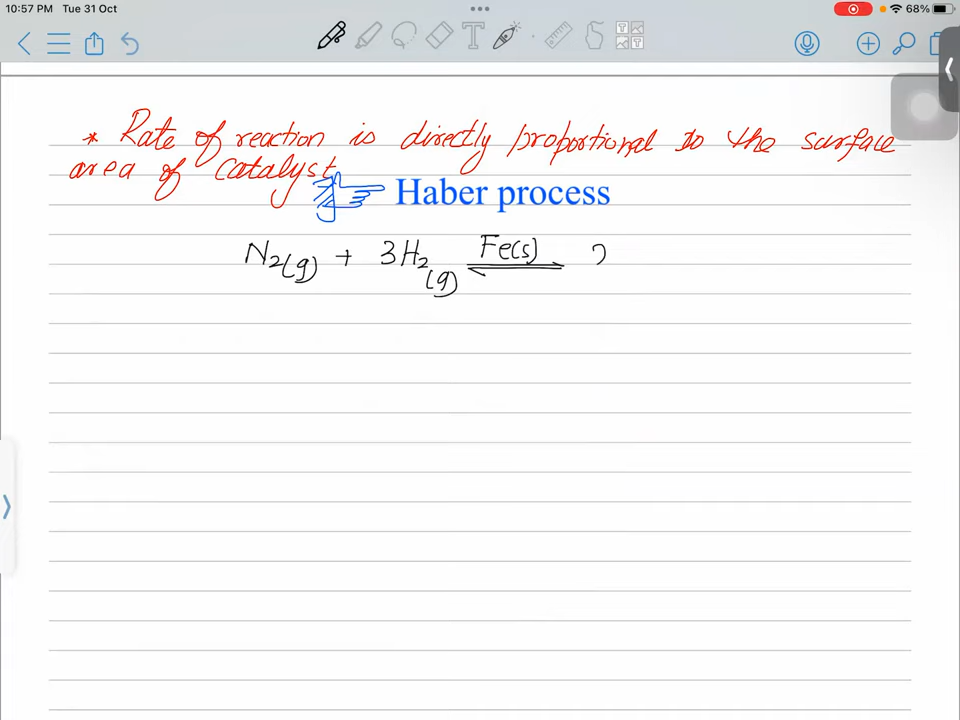 10:57 PM Tue 31 Oct
68%
* Rate of reaction is directly proportional to the surface
area of Catalyst
Haber process
N₂(g) + 3H₂(g) Fe(s) ⇌ 2